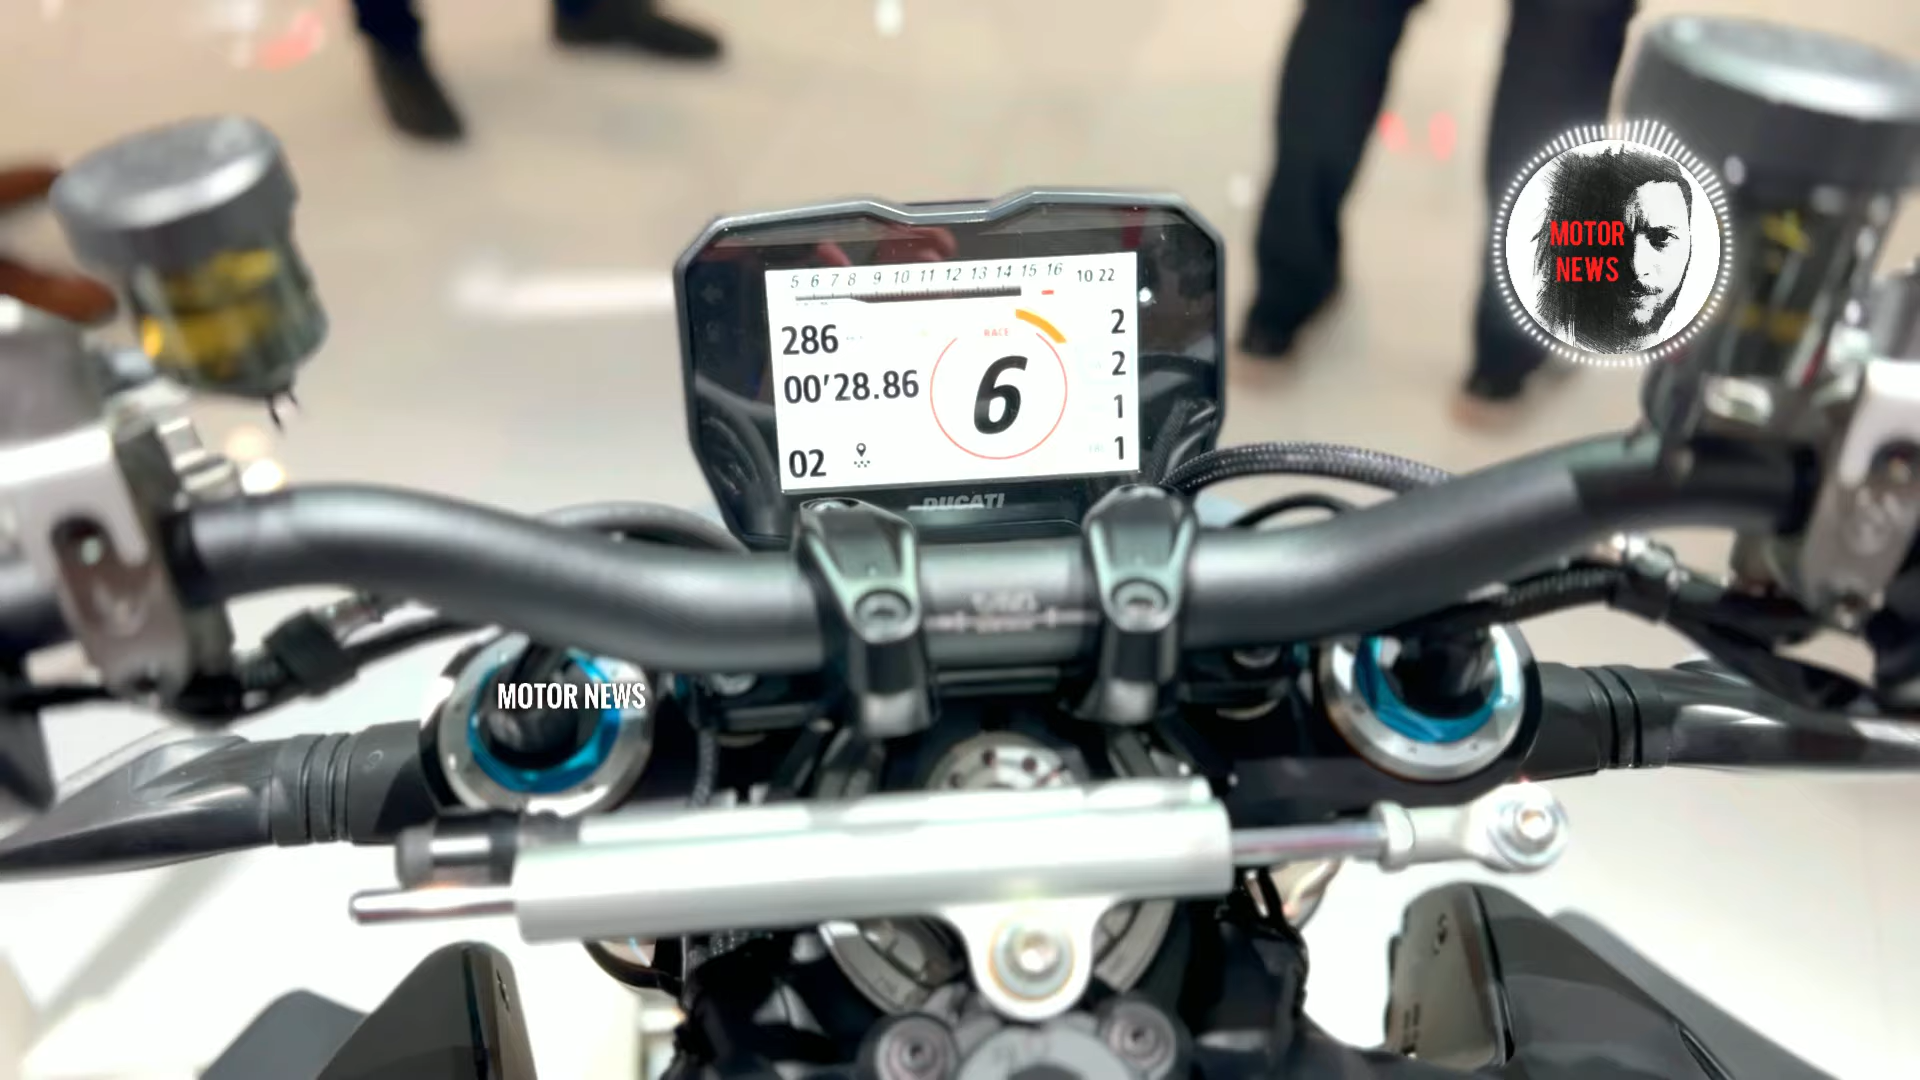 5 6 7 8 9 10 11 12 13 14 15 16
10 22
286
RACE
2
00'28.86
6
2
1
02
1
DUCATI
MOTOR
NEWS
MOTOR NEWS